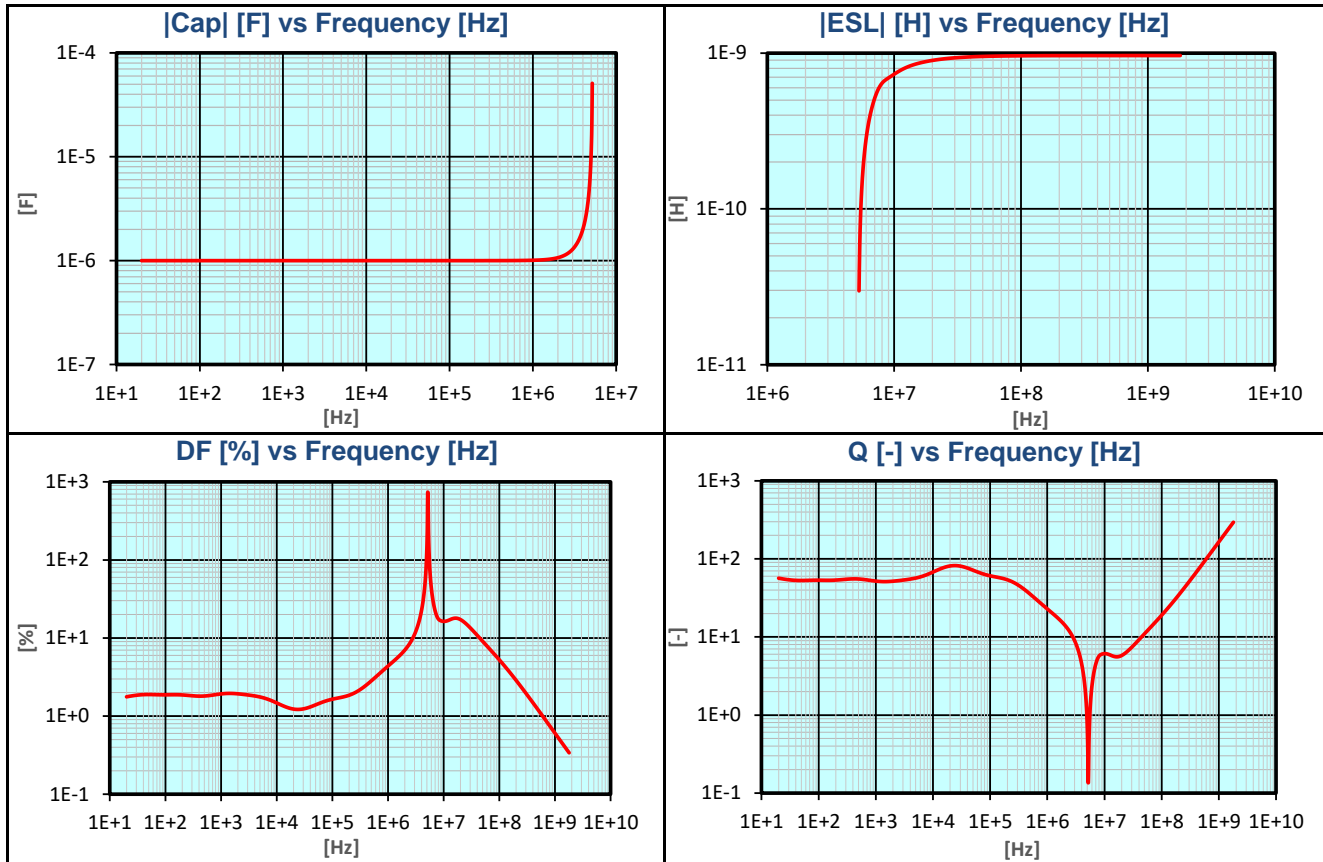 |Cap| [F] vs Frequency [Hz]
1E-4
1E-5
[F]
1E-6
1E-7
1E+1 1E+2 1E+3 1E+4 1E+5 1E+6 1E+7
[Hz]
|ESL| [H] vs Frequency [Hz]
1E-9
1E-10
[H]
1E-11
1E+6 1E+7 1E+8 1E+9 1E+10
[Hz]
DF [%] vs Frequency [Hz]
1E+3
1E+2
1E+1
[%]
1E+0
1E-1
1E+1 1E+2 1E+3 1E+4 1E+5 1E+6 1E+7 1E+8 1E+9 1E+10
[Hz]
Q [-] vs Frequency [Hz]
1E+3
1E+2
1E+1
[-]
1E+0
1E-1
1E+1 1E+2 1E+3 1E+4 1E+5 1E+6 1E+7 1E+8 1E+9 1E+10
[Hz]